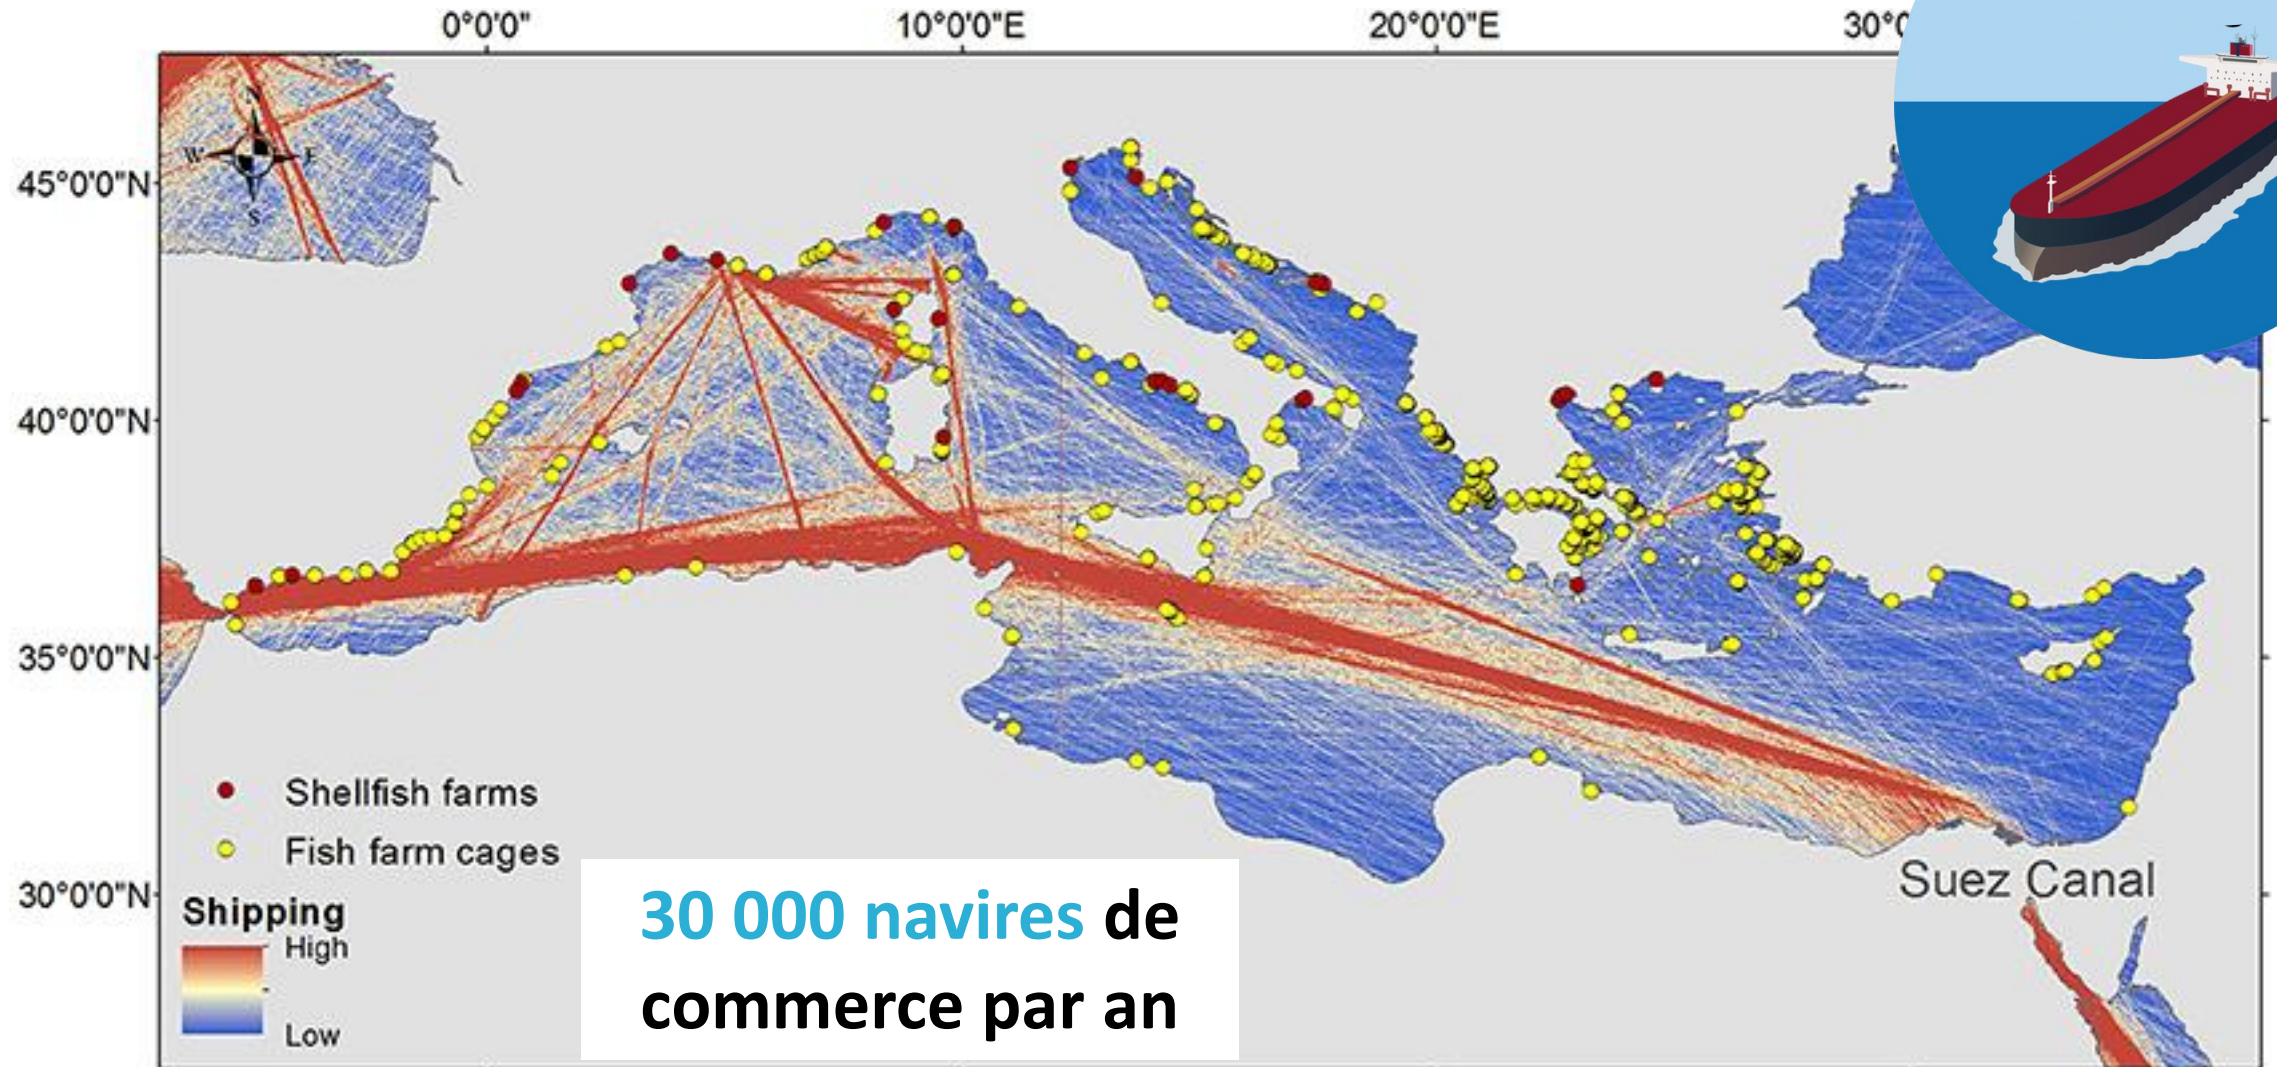 0°0'0"
10°0'0"E
20°0'0"E
30°0
45°0'0"N
40°0'0"N
35°0'0"N
30°0'0"N
N
W
E
S
Shellfish farms
Fish farm cages
Shipping
High
Low
30 000 navires de
commerce par an
Suez Canal